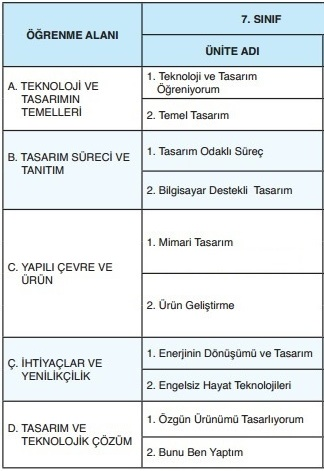 ÖĞRENME ALANI
7. SINIF
ÜNİTE ADI
A. TEKNOLOJİ VE
TASARIMIN
TEMELLERİ
1. Teknoloji ve Tasarım
Öğreniyorum
2. Temel Tasarım
B. TASARIM SÜRECİ VE
TANITIM
1. Tasarım Odaklı Süreç
2. Bilgisayar Destekli Tasarım
C. YAPILI ÇEVRE VE
ÜRÜN
1. Mimari Tasarım
2. Ürün Geliştirme
Ç. İHTİYAÇLAR VE
YENİLİKÇİLİK
1. Enerjinin Dönüşümü ve Tasarım
2. Engelsiz Hayat Teknolojileri
D. TASARIM VE
TEKNOLOJİK ÇÖZÜM
1. Özgün Ürünümü Tasarlıyorum
2. Bunu Ben Yaptım